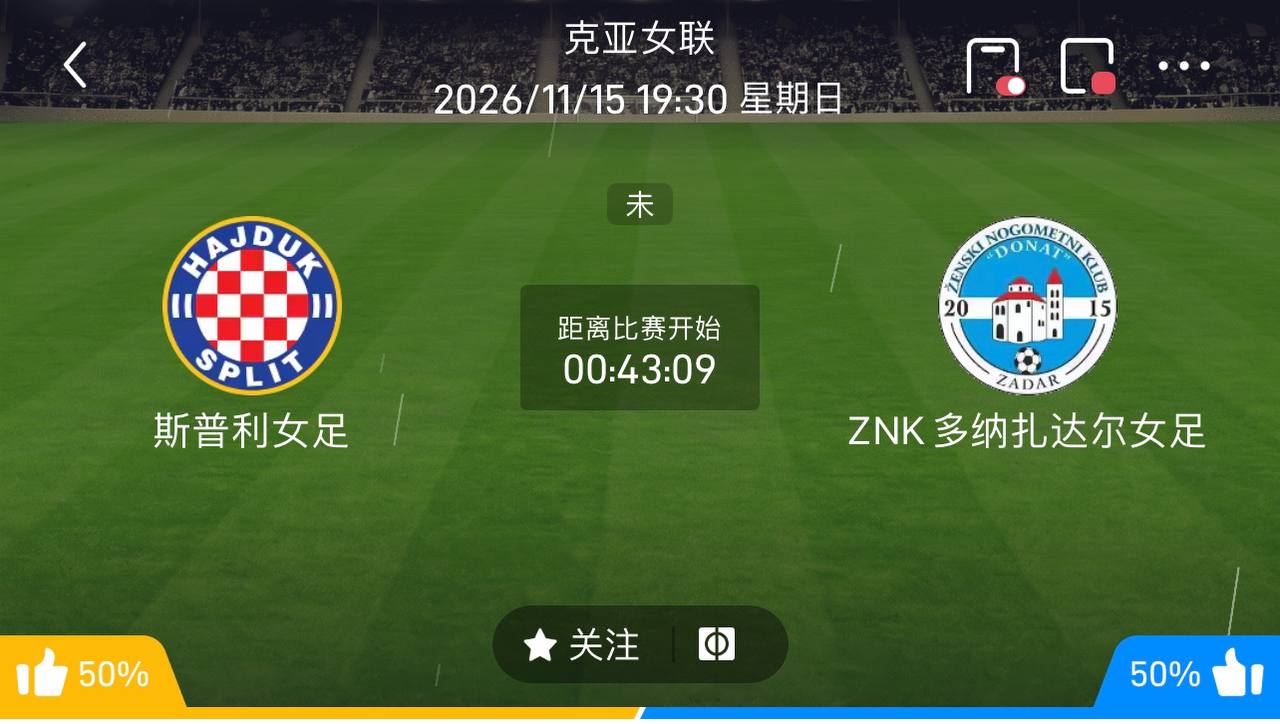 克亚女联
2026/11/15 19:30 星期日
未
HAJDUK
SPLIT
ŽENSKI NOGOMETNI KLUB
"DONAT"
20 15
ZADAR
距离比赛开始
00:43:09
斯普利女足
ZNK 多纳扎达尔女足
关注
50%
50%